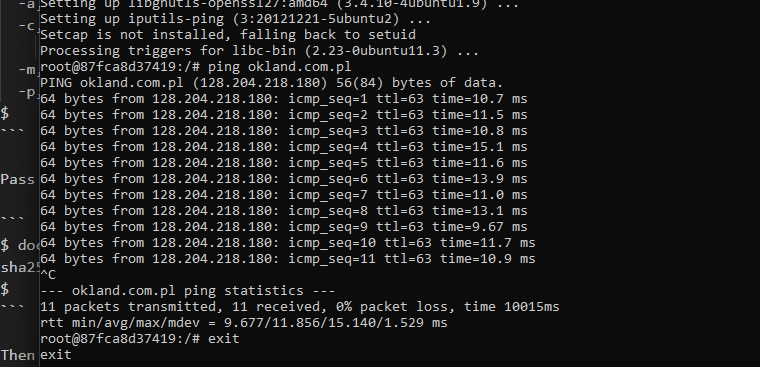 -a
Setting up libgnutls-openssl27:amd64 (3.4.10-4ubuntu1.9) ...
Setting up iputils-ping (3:20121221-5ubuntu2) ...
-c
Setcap is not installed, falling back to setuid
Processing triggers for libc-bin (2.23-0ubuntu11.3) ...
-m
root@87fca8d37419:/# ping okland.com.pl
PING okland.com.pl (128.204.218.180) 56(84) bytes of data.
-p
64 bytes from 128.204.218.180: icmp_seq=1 ttl=63 time=10.7 ms
$
64 bytes from 128.204.218.180: icmp_seq=2 ttl=63 time=11.5 ms
```
64 bytes from 128.204.218.180: icmp_seq=3 ttl=63 time=10.8 ms
64 bytes from 128.204.218.180: icmp_seq=4 ttl=63 time=15.1 ms
64 bytes from 128.204.218.180: icmp_seq=5 ttl=63 time=11.6 ms
Pass
64 bytes from 128.204.218.180: icmp_seq=6 ttl=63 time=13.9 ms
64 bytes from 128.204.218.180: icmp_seq=7 ttl=63 time=11.0 ms
```
64 bytes from 128.204.218.180: icmp_seq=8 ttl=63 time=13.1 ms
64 bytes from 128.204.218.180: icmp_seq=9 ttl=63 time=9.67 ms
$ doc
64 bytes from 128.204.218.180: icmp_seq=10 ttl=63 time=11.7 ms
sha25
64 bytes from 128.204.218.180: icmp_seq=11 ttl=63 time=10.9 ms
^C
$
--- okland.com.pl ping statistics ---
```
11 packets transmitted, 11 received, 0% packet loss, time 10015ms
rtt min/avg/max/mdev = 9.677/11.856/15.140/1.529 ms
root@87fca8d37419:/# exit
Then
exit